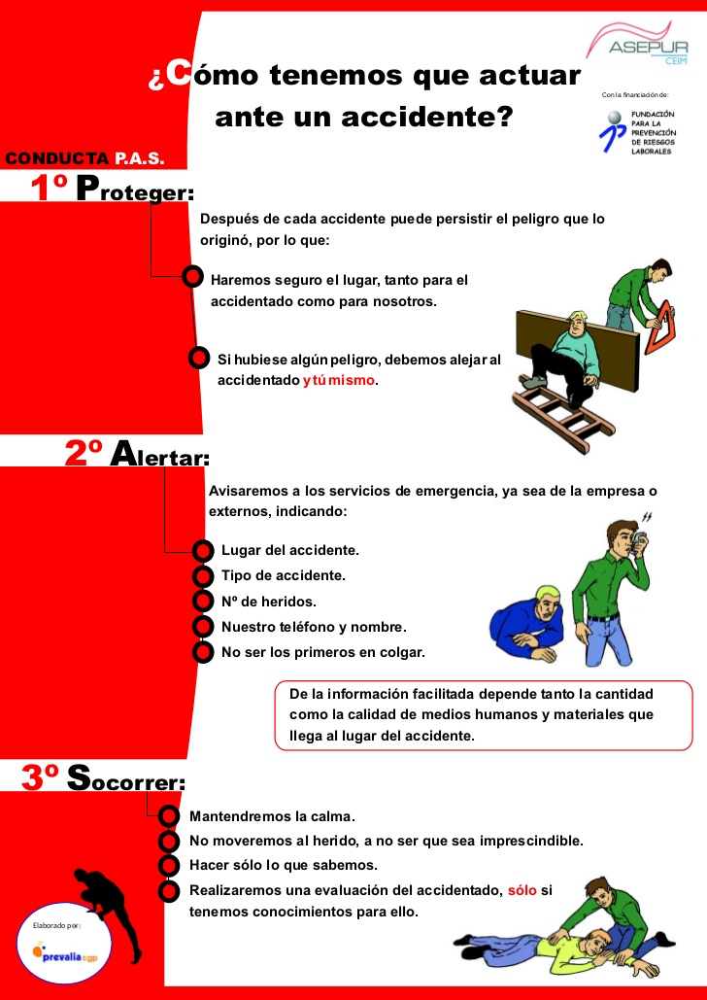 ASEPUR
CEIM
¿Cómo tenemos que actuar
ante un accidente?
Con la financiación de:
FUNDACIÓN
PARA LA
PREVENCIÓN
DE RIESGOS
LABORALES
CONDUCTA P.A.S.
1º Proteger:
Después de cada accidente puede persistir el peligro que lo
originó, por lo que:
Haremos seguro el lugar, tanto para el
accidentado como para nosotros.
Si hubiese algún peligro, debemos alejar al
accidentado y tú mismo.
2º Alertar:
Avisaremos a los servicios de emergencia, ya sea de la empresa o
externos, indicando:
Lugar del accidente.
Tipo de accidente.
Nº de heridos.
Nuestro teléfono y nombre.
No ser los primeros en colgar.
De la información facilitada depende tanto la cantidad
como la calidad de medios humanos y materiales que
llega al lugar del accidente.
3º Socorrer:
Mantendremos la calma.
No moveremos al herido, a no ser que sea imprescindible.
Hacer sólo lo que sabemos.
Realizaremos una evaluación del accidentado, sólo si
tenemos conocimientos para ello.
Elaborado por:
prevalia cgp